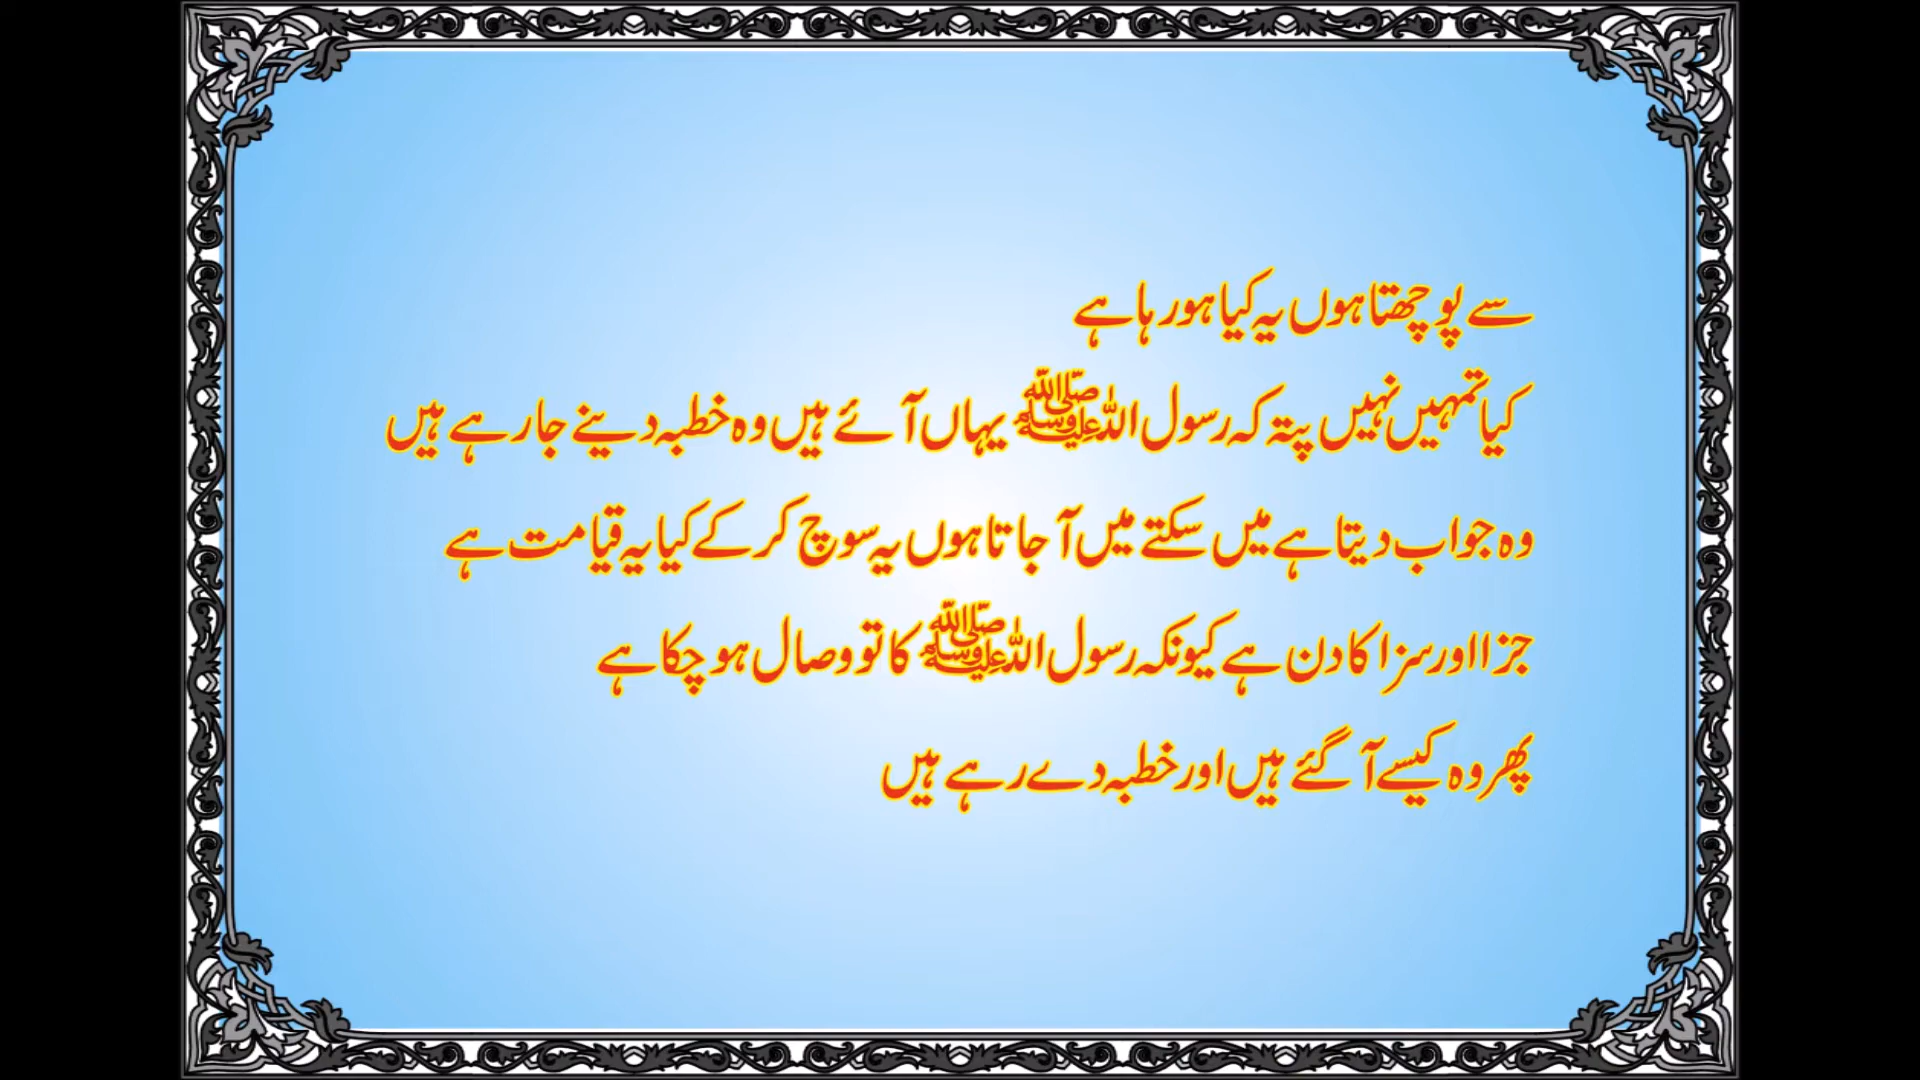 سے پوچھتا ہوں یہ کیا ہو رہا ہے
کیا تمہیں نہیں پتہ کہ رسول اللہ ﷺ یہاں آئے ہیں وہ خطبہ دینے جا رہے ہیں
وہ جواب دیتا ہے میں سکتے میں آ جاتا ہوں یہ سوچ کر کے کیا یہ قیامت ہے
جزا اور سزا کا دن ہے کیونکہ رسول اللہ ﷺ کا تو وصال ہو چکا ہے
پھر وہ کیسے آ گئے ہیں اور خطبہ دے رہے ہیں